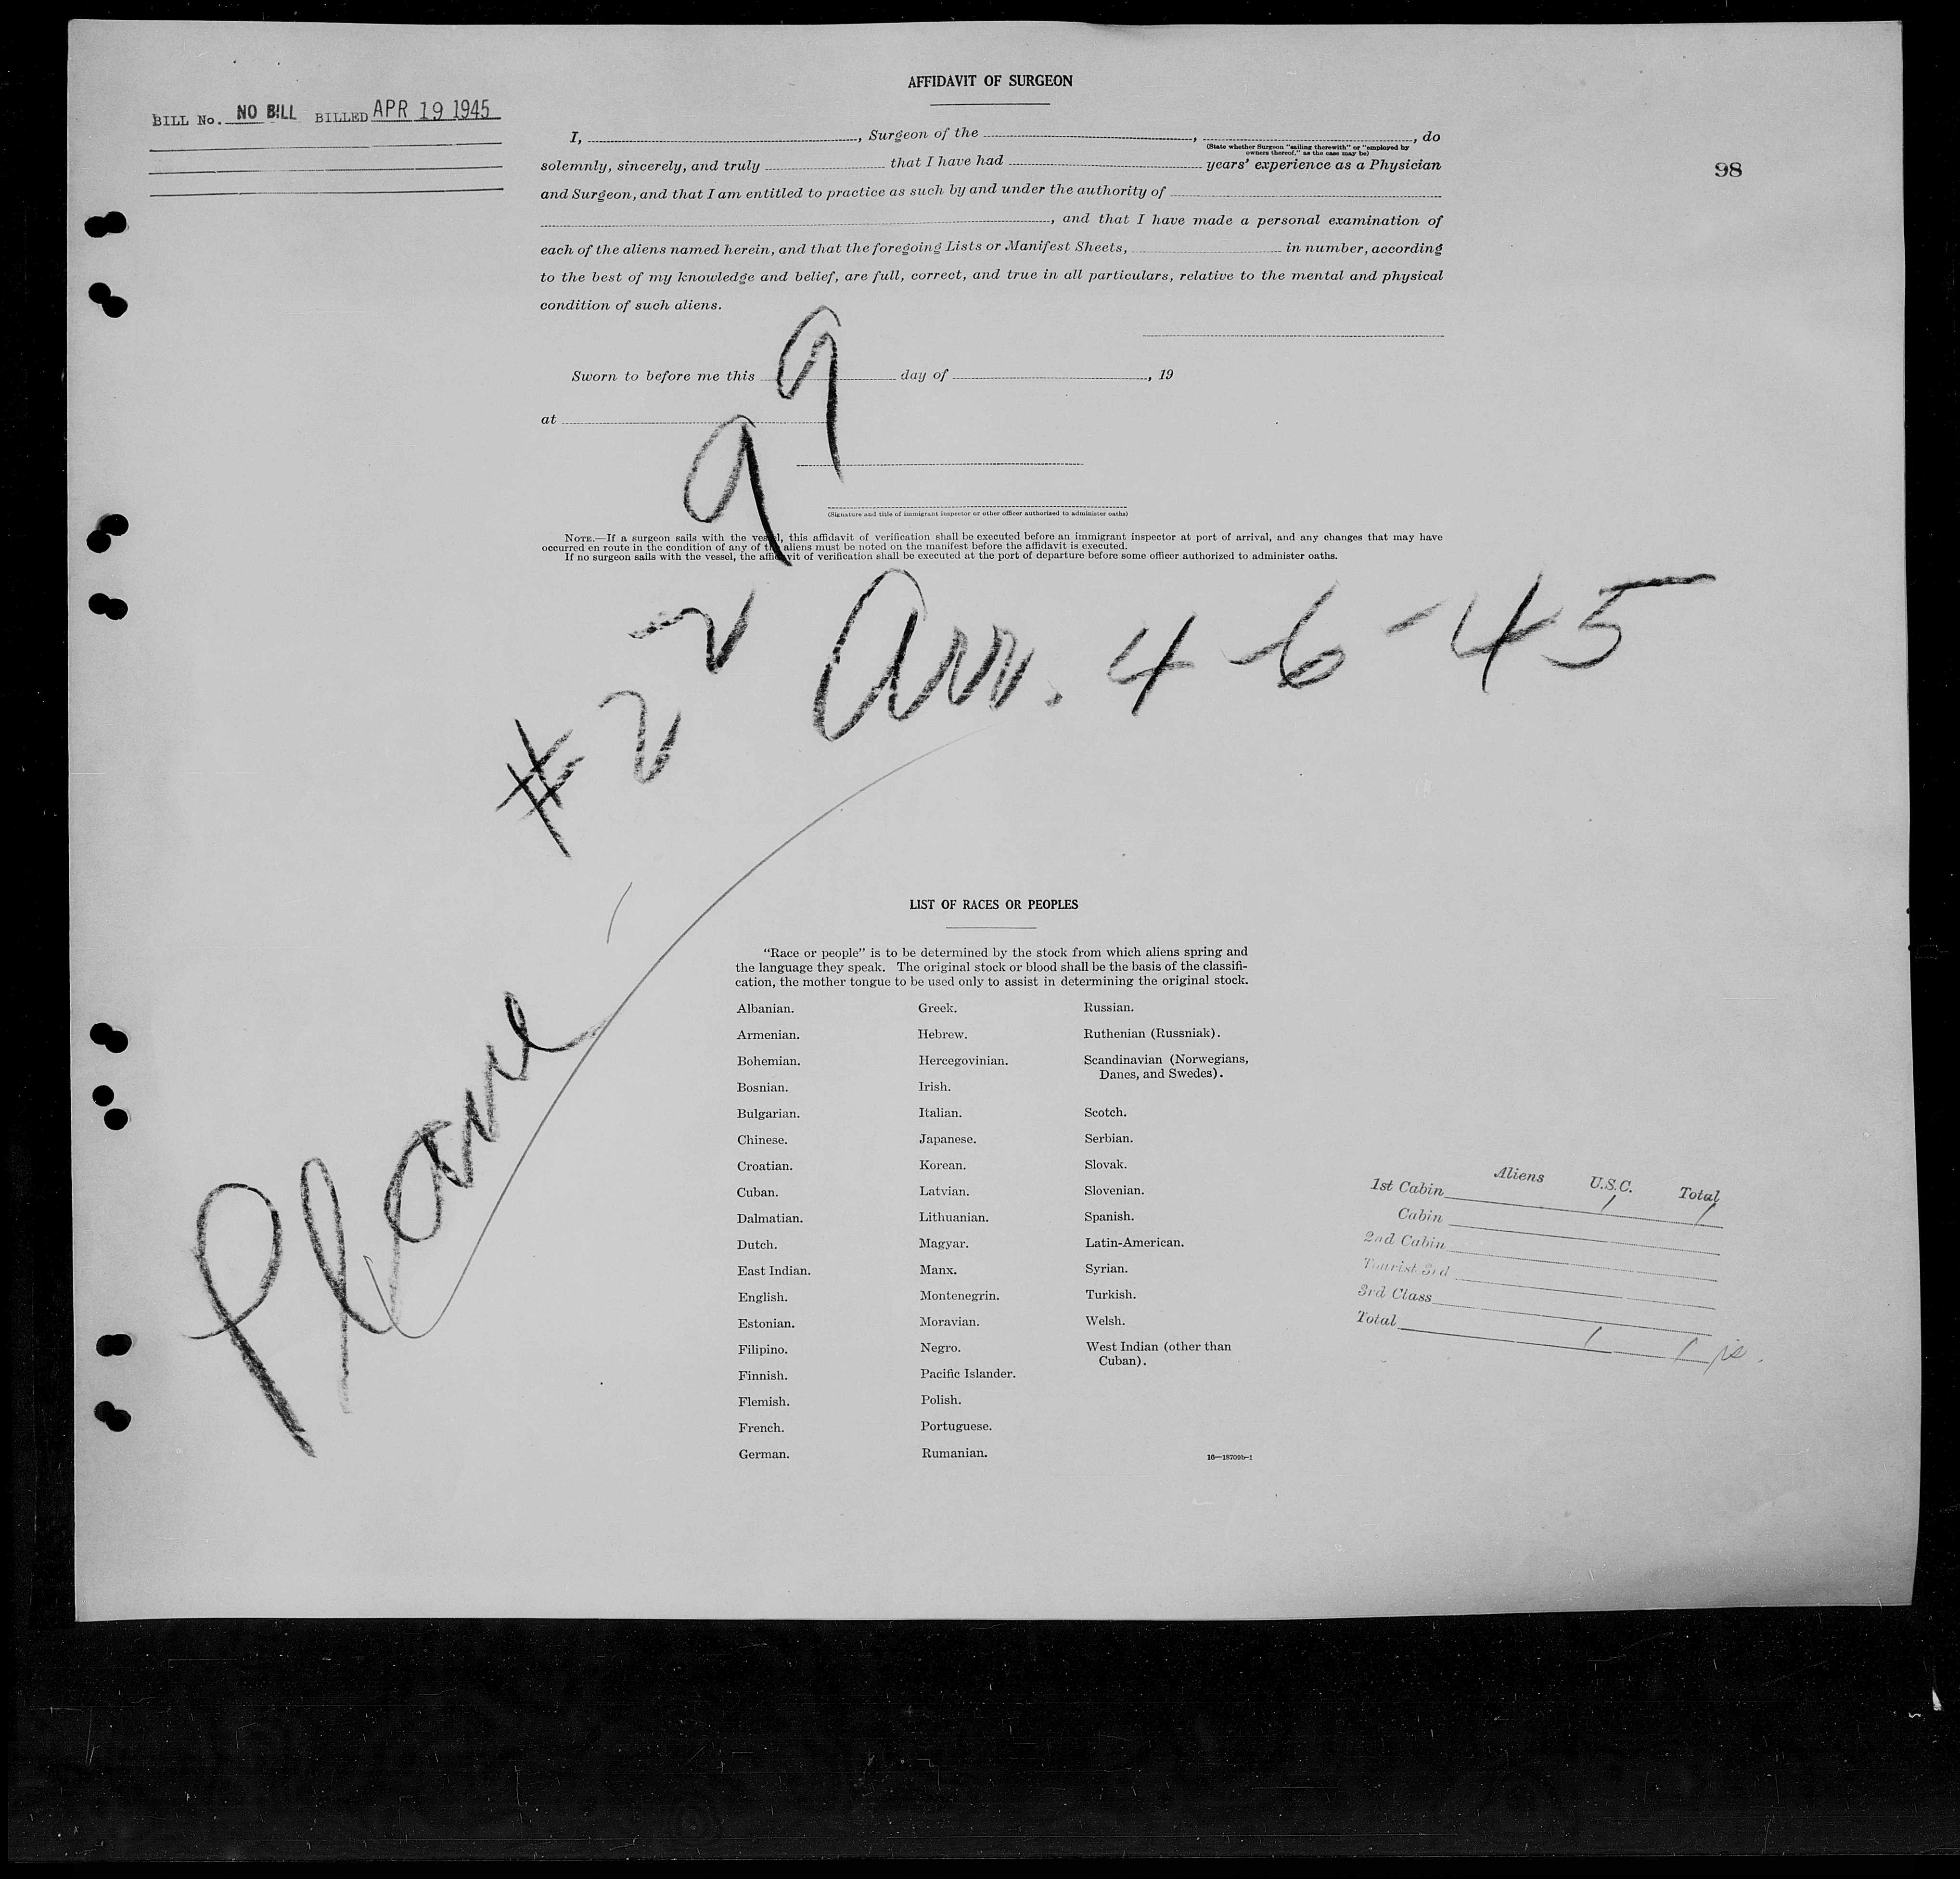 AFFIDAVIT OF SURGEON
BILL No. NO BILL BILLED APR 19 1945
98
I, , Surgeon of the , , do
(State whether Surgeon "sailing therewith" or "employed by
owners thereof," as the case may be)
solemnly, sincerely, and truly that I have had years' experience as a Physician
and Surgeon, and that I am entitled to practice as such by and under the authority of
, and that I have made a personal examination of
each of the aliens named herein, and that the foregoing Lists or Manifest Sheets, in number, according
to the best of my knowledge and belief, are full, correct, and true in all particulars, relative to the mental and physical
condition of such aliens.
Sworn to before me this day of , 19
at
(Signature and title of immigrant inspector or other officer authorized to administer oaths)
NOTE.—If a surgeon sails with the vessel, this affidavit of verification shall be executed before an immigrant inspector at port of arrival, and any changes that may have
occurred en route in the condition of any of the aliens must be noted on the manifest before the affidavit is executed.
If no surgeon sails with the vessel, the affidavit of verification shall be executed at the port of departure before some officer authorized to administer oaths.
Plane #2299
Arr. 4-6-45
LIST OF RACES OR PEOPLES
"Race or people" is to be determined by the stock from which aliens spring and
the language they speak. The original stock or blood shall be the basis of the classifi-
cation, the mother tongue to be used only to assist in determining the original stock.
Albanian.
Armenian.
Bohemian.
Bosnian.
Bulgarian.
Chinese.
Croatian.
Cuban.
Dalmatian.
Dutch.
East Indian.
English.
Estonian.
Filipino.
Finnish.
Flemish.
French.
German.
Greek.
Hebrew.
Hercegovinian.
Irish.
Italian.
Japanese.
Korean.
Latvian.
Lithuanian.
Magyar.
Manx.
Montenegrin.
Moravian.
Negro.
Pacific Islander.
Polish.
Portuguese.
Rumanian.
Russian.
Ruthenian (Russniak).
Scandinavian (Norwegians,
Danes, and Swedes).
Scotch.
Serbian.
Slovak.
Slovenian.
Spanish.
Latin-American.
Syrian.
Turkish.
Welsh.
West Indian (other than
Cuban).
16—18709b-1
Aliens U.S.C. Total
1st Cabin 1 1
Cabin
2nd Cabin
Tourist 3rd
3rd Class
Total 1 1